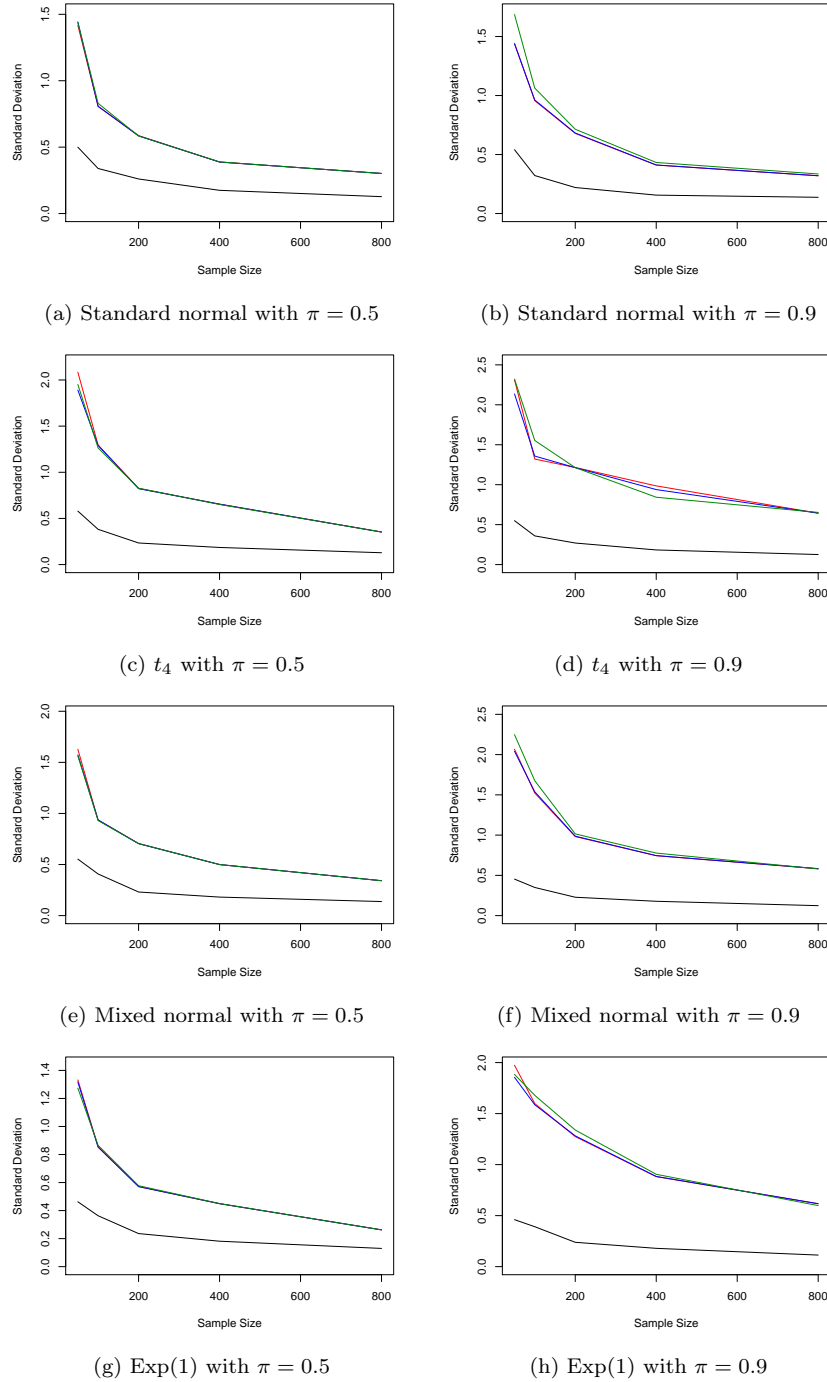 1.5
1.0
0.5
0.0
Standard Deviation
200 400 600 800
Sample Size
(a) Standard normal with π = 0.5
1.5
1.0
0.5
0.0
Standard Deviation
200 400 600 800
Sample Size
(b) Standard normal with π = 0.9
2.0
1.5
1.0
0.5
0.0
Standard Deviation
200 400 600 800
Sample Size
(c) t₄ with π = 0.5
2.5
2.0
1.5
1.0
0.5
0.0
Standard Deviation
200 400 600 800
Sample Size
(d) t₄ with π = 0.9
2.0
1.5
1.0
0.5
0.0
Standard Deviation
200 400 600 800
Sample Size
(e) Mixed normal with π = 0.5
2.5
2.0
1.5
1.0
0.5
0.0
Standard Deviation
200 400 600 800
Sample Size
(f) Mixed normal with π = 0.9
1.4
1.2
1.0
0.8
0.6
0.4
0.2
0.0
Standard Deviation
200 400 600 800
Sample Size
(g) Exp(1) with π = 0.5
2.0
1.5
1.0
0.5
0.0
Standard Deviation
200 400 600 800
Sample Size
(h) Exp(1) with π = 0.9